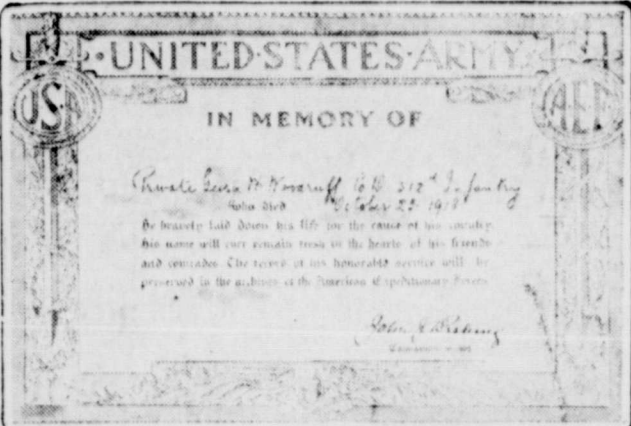 UNITED·STATES·ARMY
USA
AEF
IN MEMORY OF
Private W. Woodruff Co B. 312th Infantry
who died October 23 1918
He bravely laid down his life for the cause of his country.
His name will ever remain fresh in the hearts of his friends
and comrades. The record of his honorable service will be
preserved in the archives of the American Expeditionary Forces
John J. Pershing